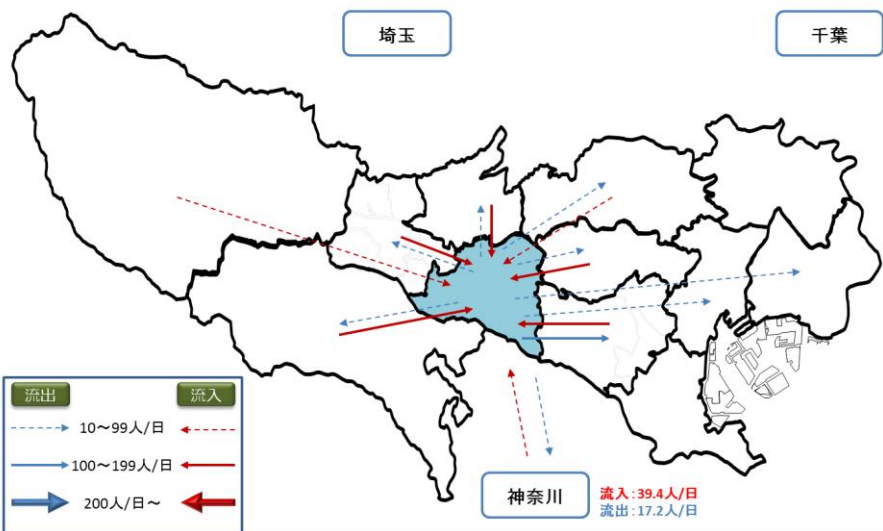 埼玉
千葉
流出
流入
10～99人/日
100～199人/日
200人/日～
神奈川
流入:39.4人/日
流出:17.2人/日